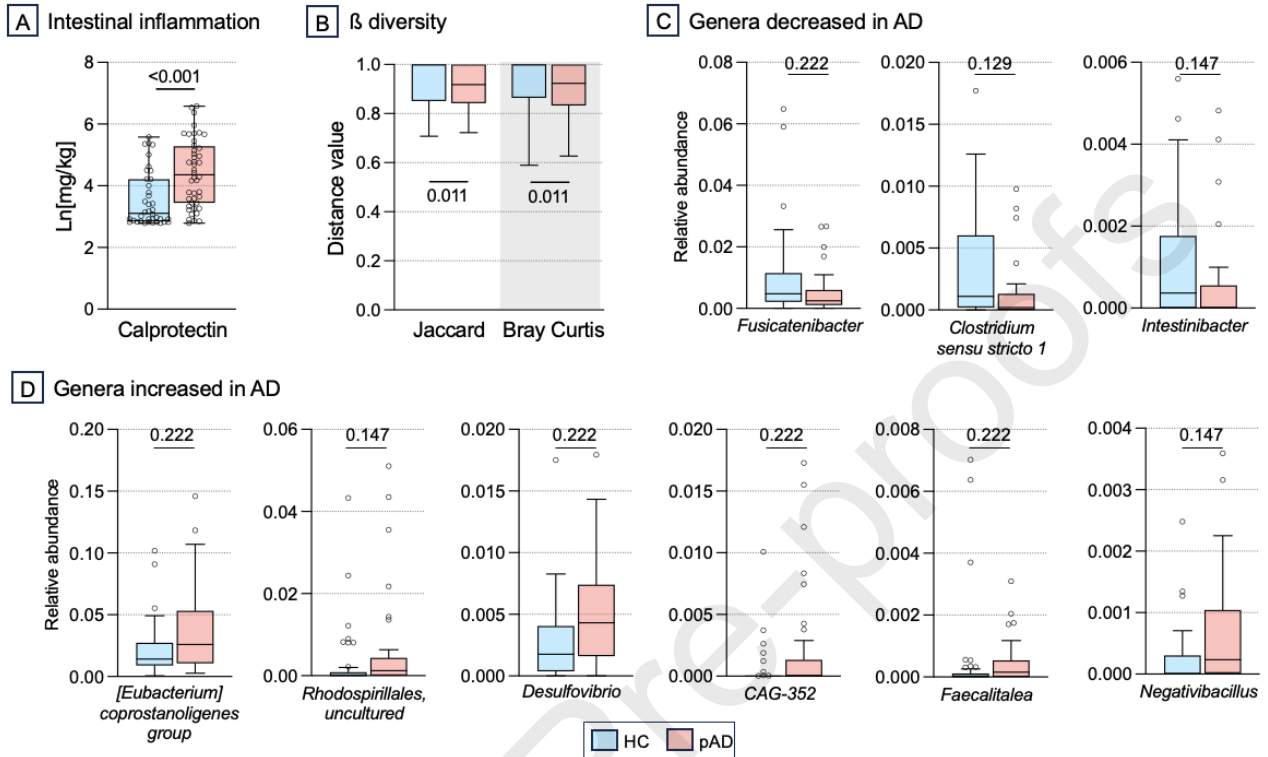 A Intestinal inflammation
B ß diversity
C Genera decreased in AD
Ln[mg/kg]
8
6
4
2
0
<0.001
Calprotectin
Distance value
1.0
0.8
0.6
0.4
0.2
0.0
0.011
0.011
Jaccard
Bray Curtis
Relative abundance
0.08
0.06
0.04
0.02
0.00
0.222
Fusicatenibacter
0.020
0.015
0.010
0.005
0.000
0.129
Clostridium
sensu stricto 1
0.006
0.004
0.002
0.000
0.147
Intestinibacter
D Genera increased in AD
Relative abundance
0.20
0.15
0.10
0.05
0.00
0.222
[Eubacterium]
coprostanoligenes
group
0.06
0.04
0.02
0.00
0.147
Rhodospirillales,
uncultured
0.020
0.015
0.010
0.005
0.000
0.222
Desulfovibrio
0.020
0.015
0.010
0.005
0.000
0.222
CAG-352
0.008
0.006
0.004
0.002
0.000
0.222
Faecalitalea
0.004
0.003
0.002
0.001
0.000
0.147
Negativibacillus
HC pAD
re-proofs